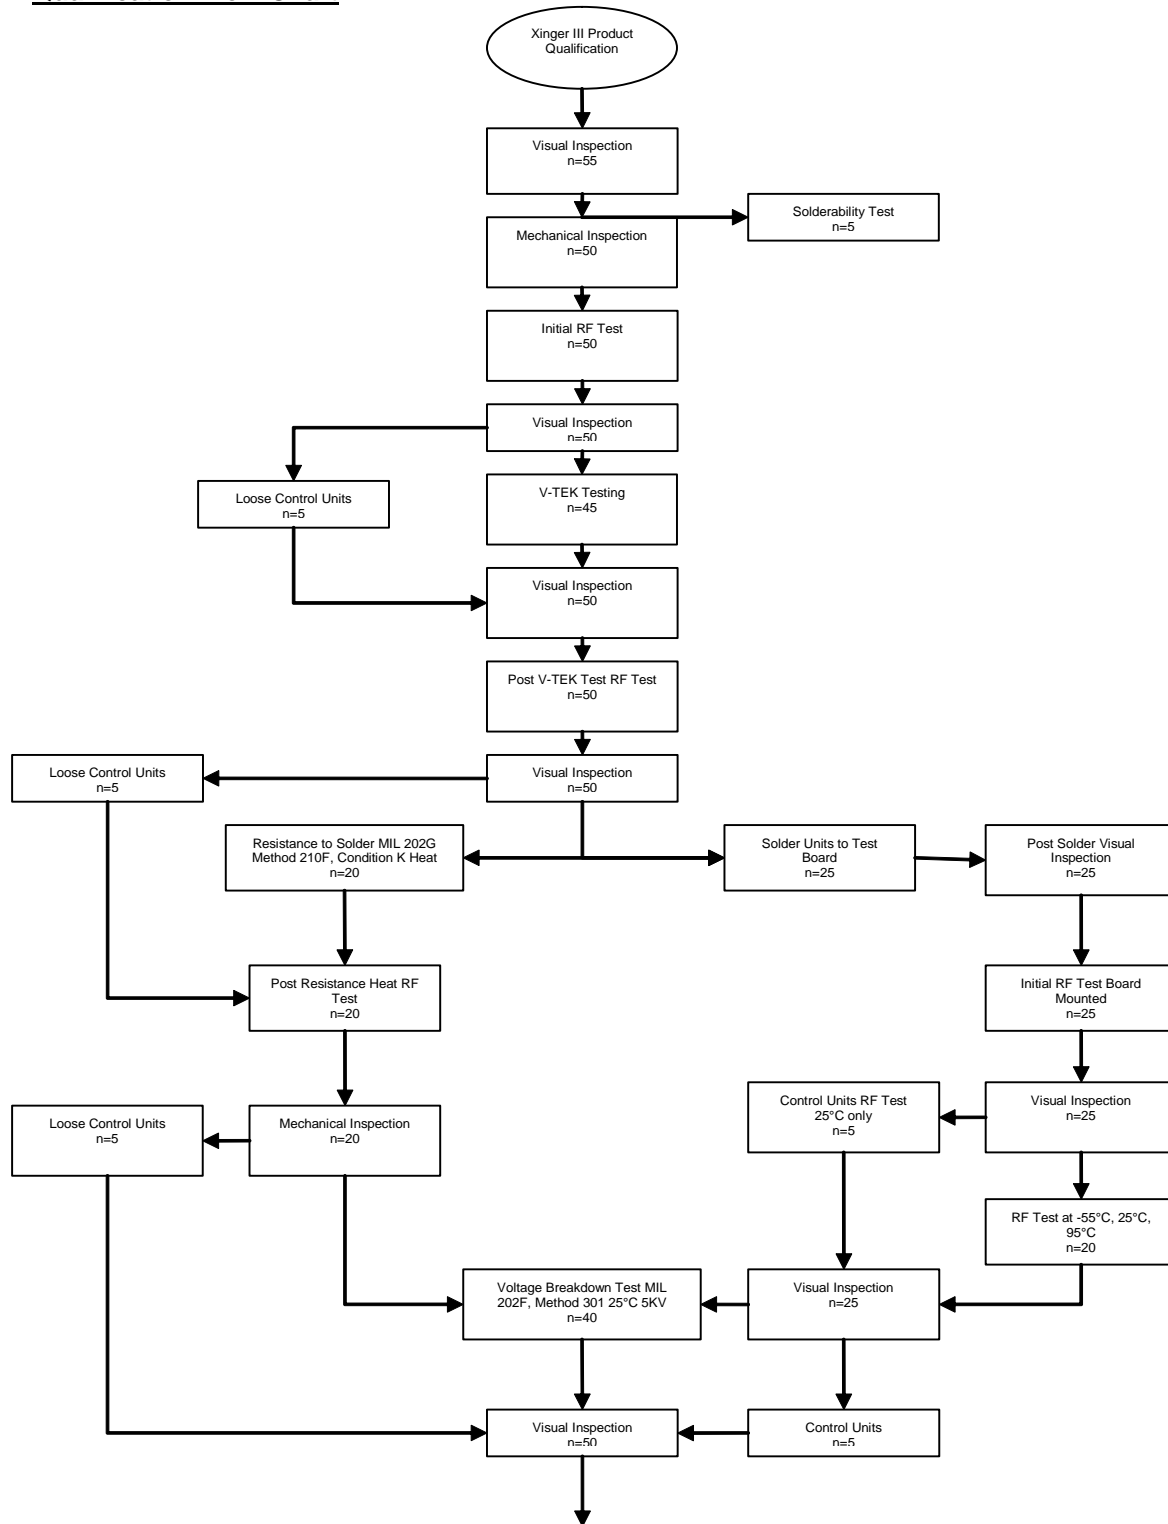 Xinger III Product
Qualification
Visual Inspection
n=55
Solderability Test
n=5
Mechanical Inspection
n=50
Initial RF Test
n=50
Visual Inspection
n=50
Loose Control Units
n=5
V-TEK Testing
n=45
Visual Inspection
n=50
Post V-TEK Test RF Test
n=50
Loose Control Units
n=5
Visual Inspection
n=50
Resistance to Solder MIL 202G
Method 210F, Condition K Heat
n=20
Solder Units to Test
Board
n=25
Post Solder Visual
Inspection
n=25
Post Resistance Heat RF
Test
n=20
Initial RF Test Board
Mounted
n=25
Loose Control Units
n=5
Mechanical Inspection
n=20
Control Units RF Test
25°C only
n=5
Visual Inspection
n=25
RF Test at -55°C, 25°C,
95°C
n=20
Voltage Breakdown Test MIL
202F, Method 301 25°C 5KV
n=40
Visual Inspection
n=25
Visual Inspection
n=50
Control Units
n=5